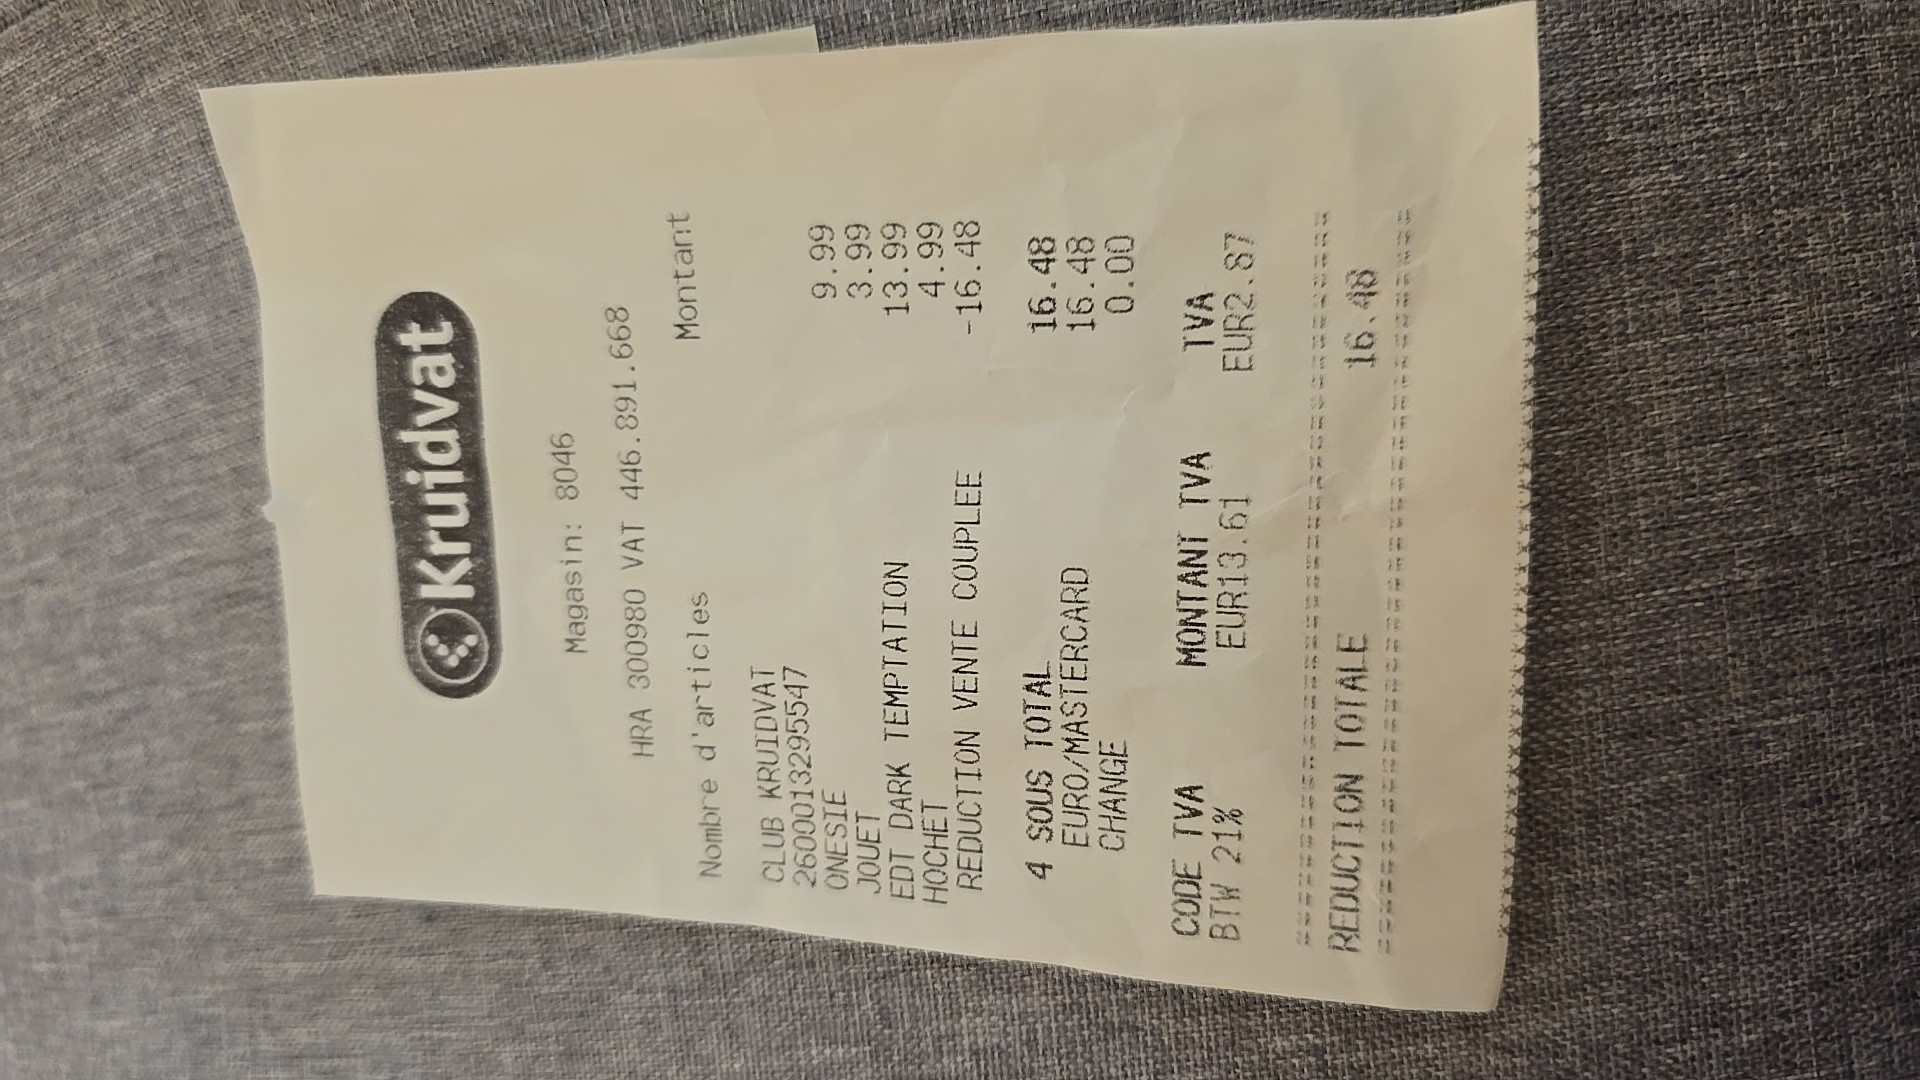 Kruidvat
Magasin: 8046
HRA 300980 VAT 446.891.668
Nombre d'articles Montant
CLUB KRUIDVAT
2600013295547
ONESIE 9.99
JOUET 3.99
EDT DARK TEMPTATION 13.99
HOCHET 4.99
REDUCTION VENTE COUPLEE -16.48
4 SOUS TOTAL 16.48
EURO/MASTERCARD 16.48
CHANGE 0.00
CODE TVA MONTANT TVA TVA
BTW 21% EUR13.61 EUR2.87
REDUCTION TOTALE 16.48